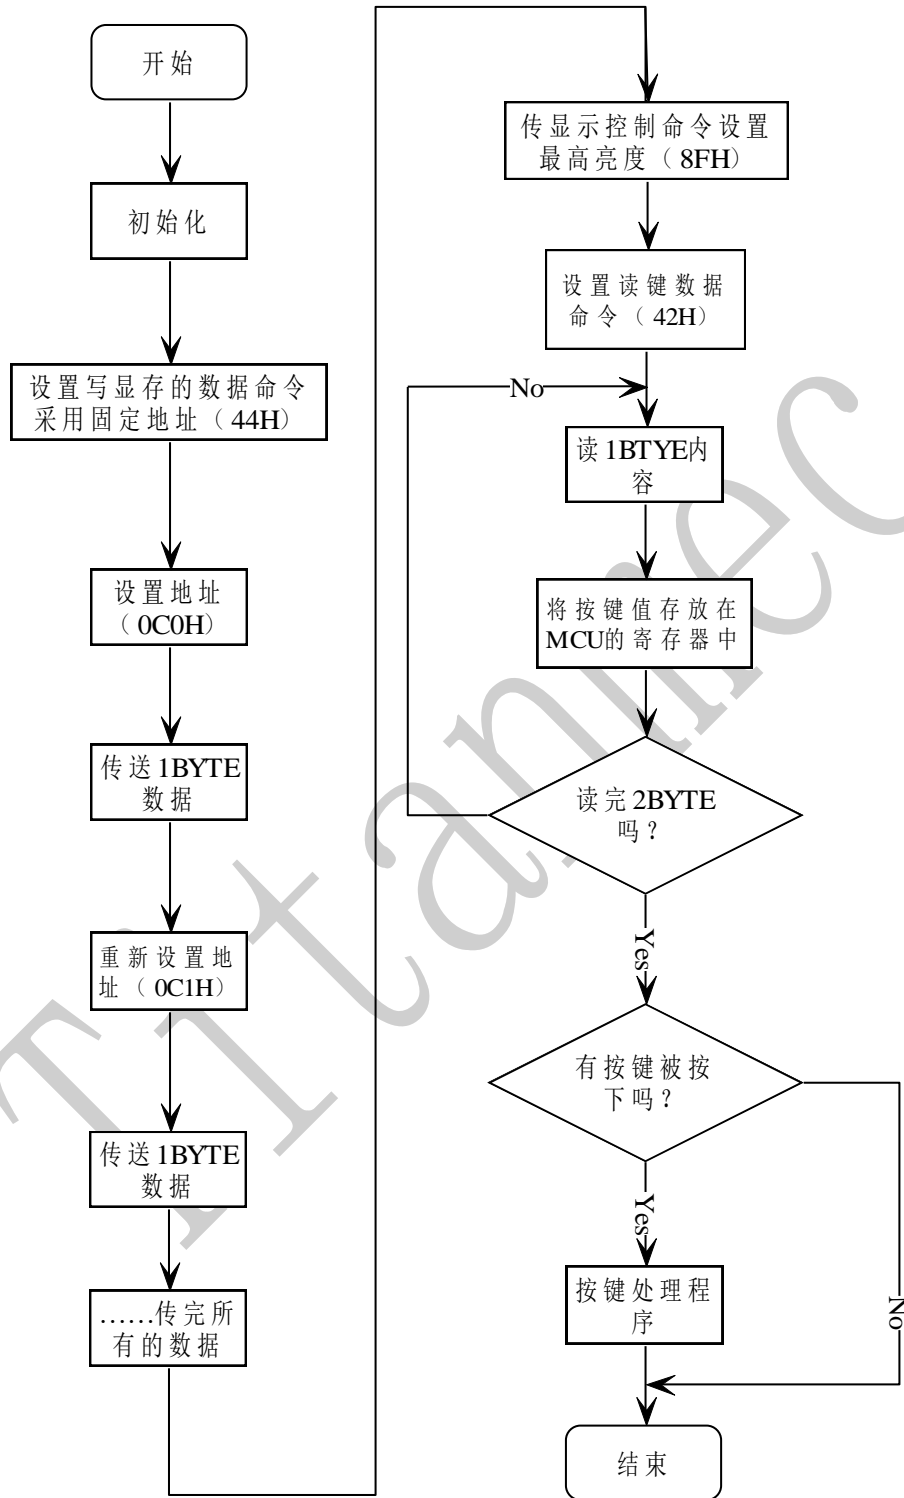 开始
初始化
设置写显存的数据命令
采用固定地址（44H）
设置地址
（0C0H）
传送1BYTE
数据
重新设置地
址（0C1H）
传送1BYTE
数据
……传完所
有的数据
传显示控制命令设置
最高亮度（8FH）
设置读键数据
命令（42H）
No
读1BTYE内
容
将按键值存放在
MCU的寄存器中
读完2BYTE
吗？
Yes
有按键被按
下吗？
Yes
No
按键处理程
序
结束
Titanmec